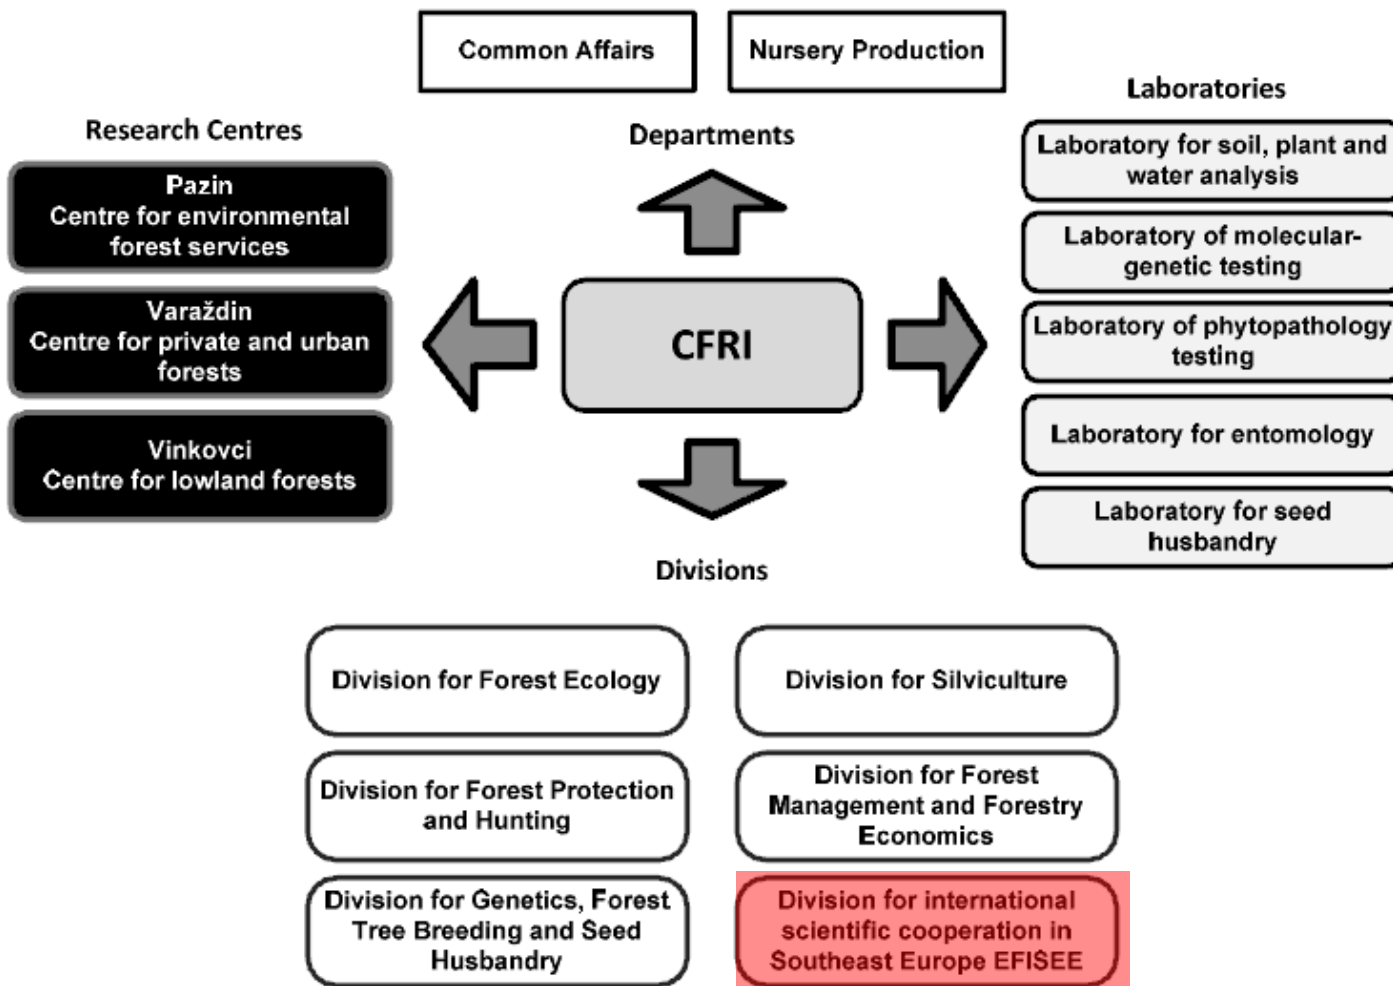 Common Affairs
Nursery Production
Departments
Research Centres
Pazin
Centre for environmental
forest services
Varaždin
Centre for private and urban
forests
Vinkovci
Centre for lowland forests
CFRI
Laboratories
Laboratory for soil, plant and
water analysis
Laboratory of molecular-
genetic testing
Laboratory of phytopathology
testing
Laboratory for entomology
Laboratory for seed
husbandry
Divisions
Division for Forest Ecology
Division for Silviculture
Division for Forest Protection
and Hunting
Division for Forest
Management and Forestry
Economics
Division for Genetics, Forest
Tree Breeding and Seed
Husbandry
Division for international
scientific cooperation in
Southeast Europe EFISEE